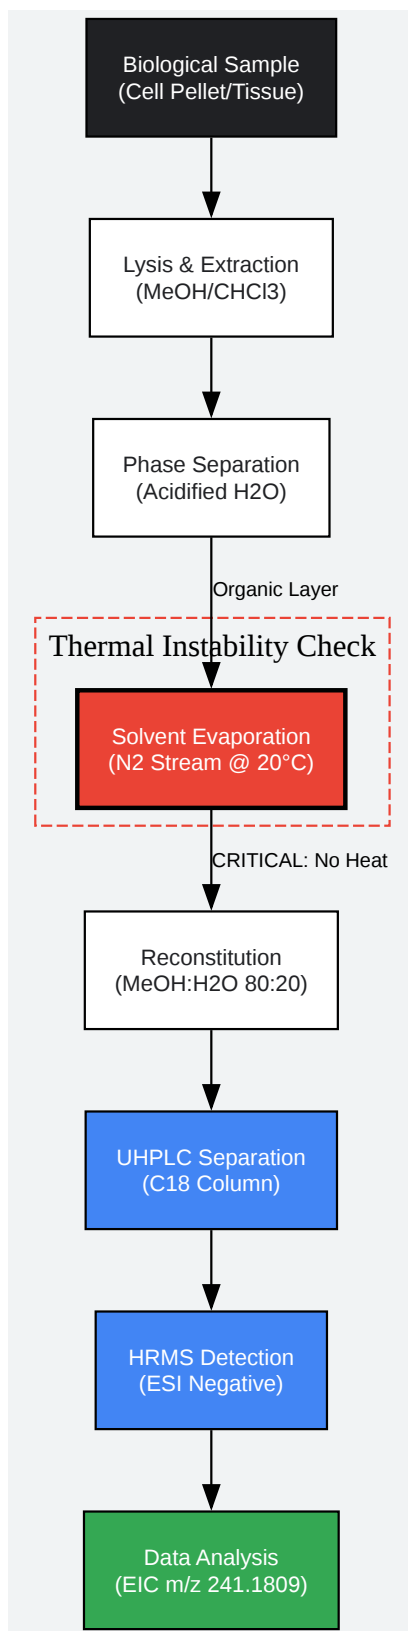 Biological Sample
(Cell Pellet/Tissue)
Lysis & Extraction
(MeOH/CHCl3)
Phase Separation
(Acidified H2O)
Organic Layer
Thermal Instability Check
Solvent Evaporation
(N2 Stream @ 20°C)
CRITICAL: No Heat
Reconstitution
(MeOH:H2O 80:20)
UHPLC Separation
(C18 Column)
HRMS Detection
(ESI Negative)
Data Analysis
(EIC m/z 241.1809)